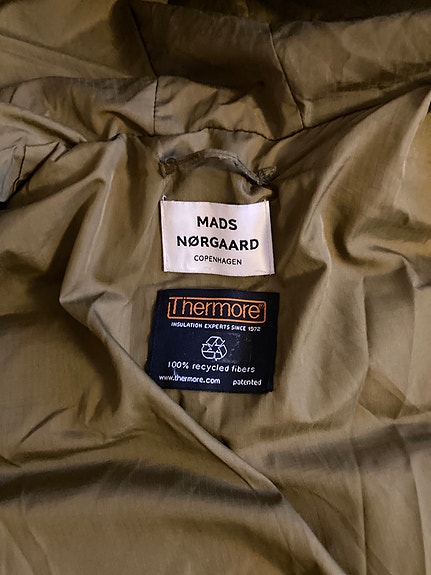 MADS
NØRGAARD
COPENHAGEN
Thermore®
INSULATION EXPERTS SINCE 1972
100% recycled fibers
www.thermore.com patented